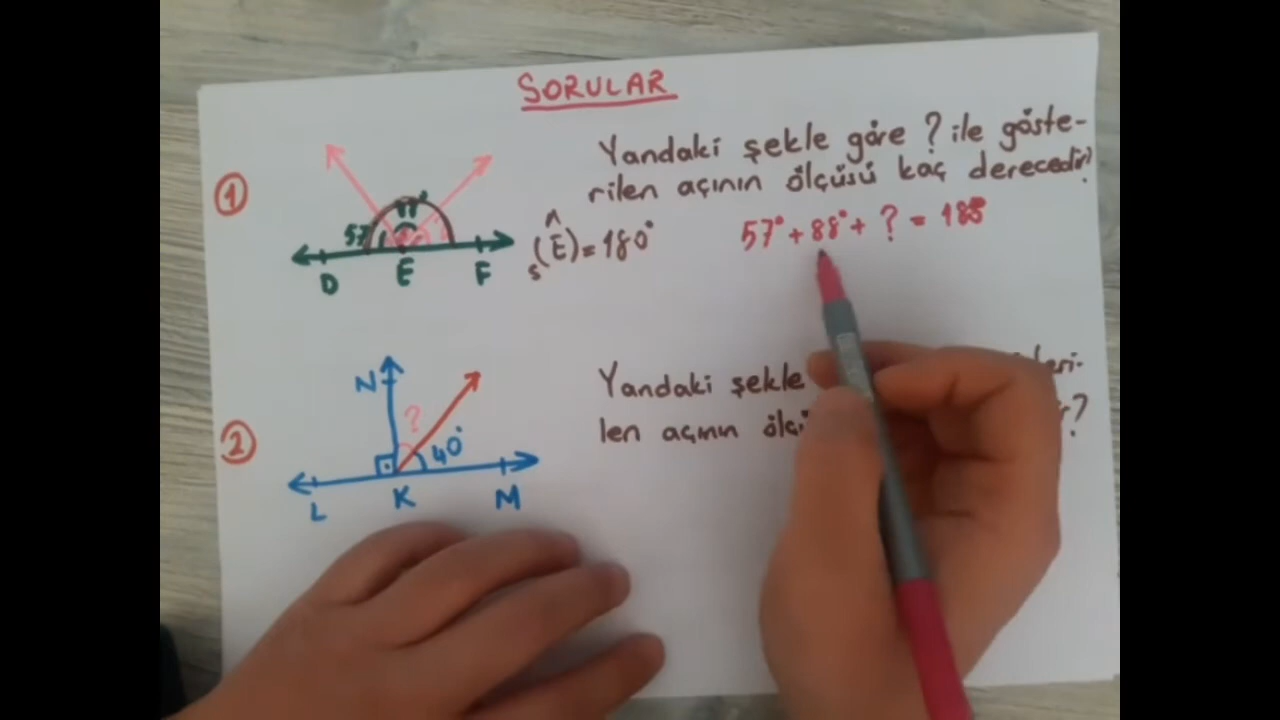 SORULAR
1
Yandaki şekle göre ? ile göste-
rilen açının ölçüsü kaç derecedir?
57
D E F
s(Ê) = 180°
57° + 88° + ? = 180°
2
N
?
40°
L K M
Yandaki şekle
len açının